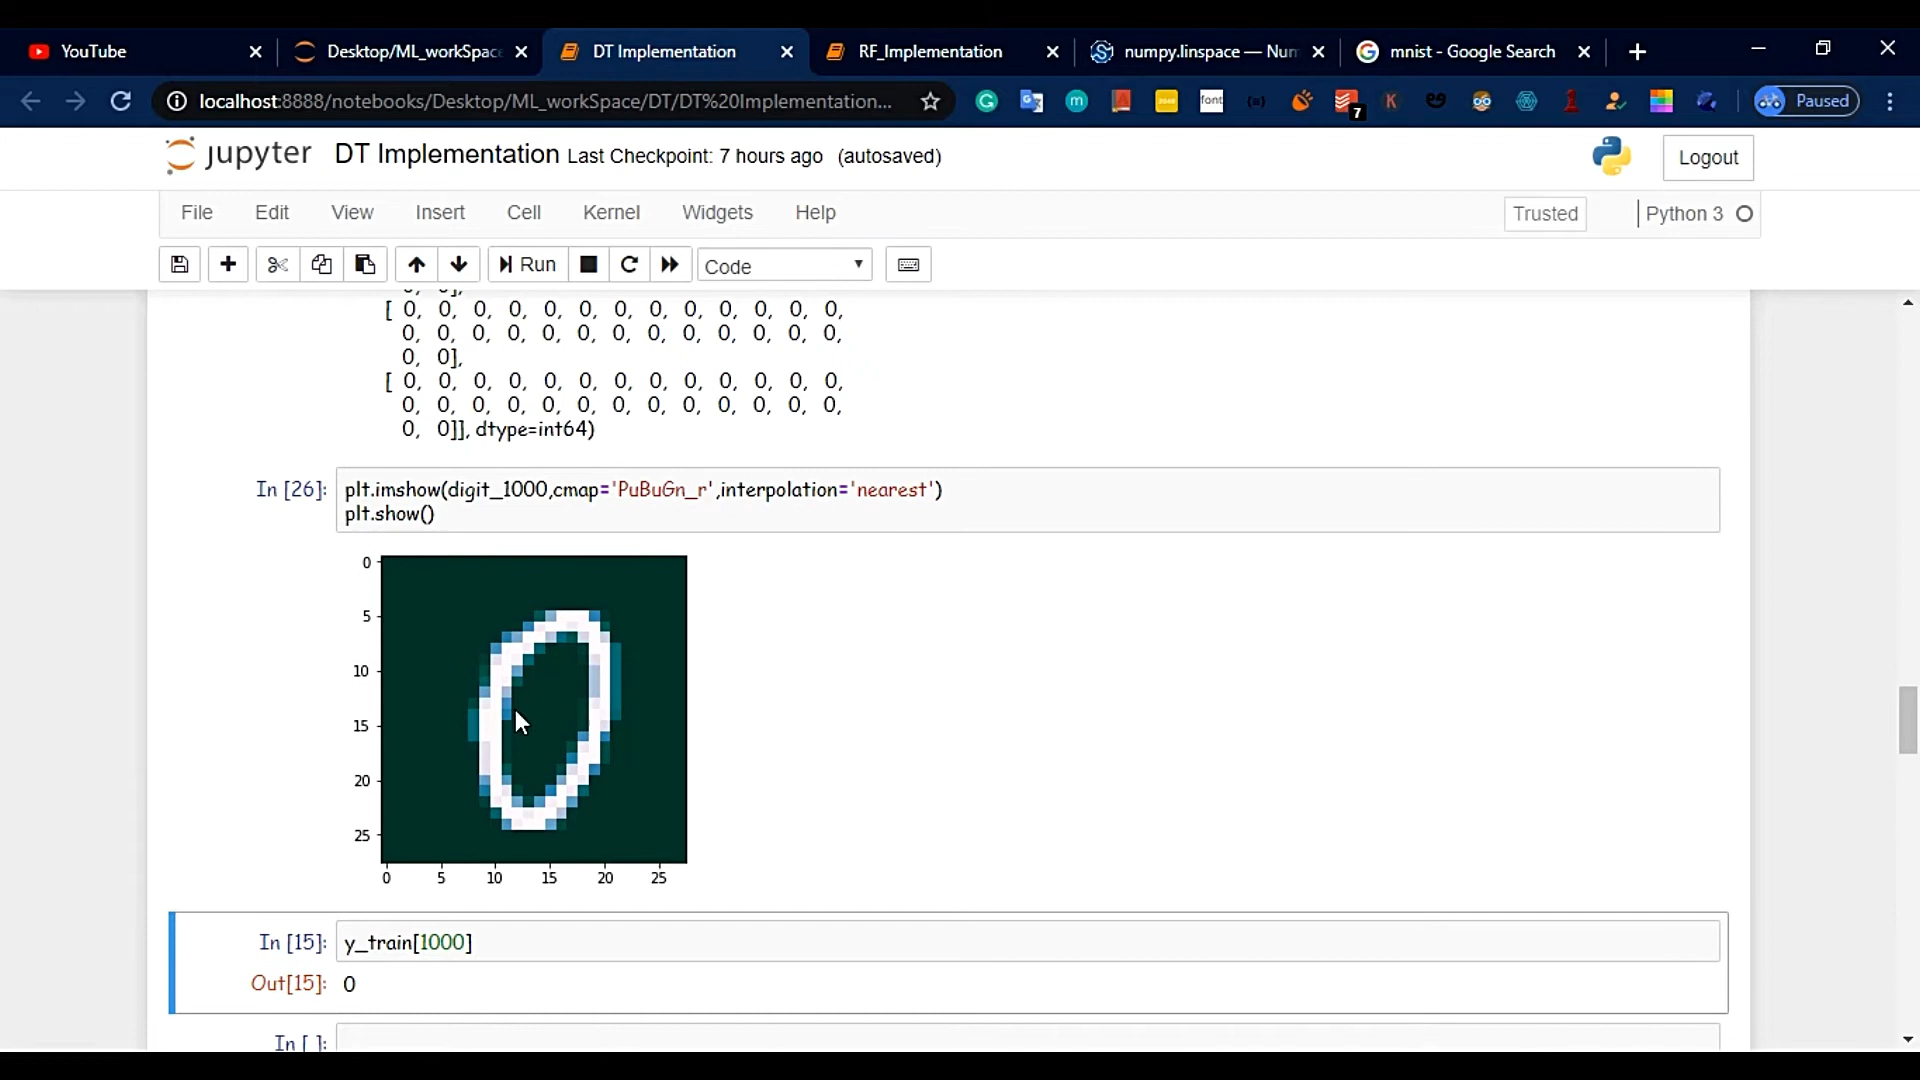 YouTube
Desktop/ML_workSpace
DT Implementation
RF_Implementation
numpy.linspace — Num
mnist - Google Search
localhost:8888/notebooks/Desktop/ML_workSpace/DT/DT%20Implementation...
font
7
Paused
jupyter
DT Implementation Last Checkpoint: 7 hours ago (autosaved)
Logout
File Edit View Insert Cell Kernel Widgets Help
Trusted
Python 3
Run
Code
[ 0, 0, 0, 0, 0, 0, 0, 0, 0, 0, 0, 0, 0,
0, 0, 0, 0, 0, 0, 0, 0, 0, 0, 0, 0, 0,
0, 0],
[ 0, 0, 0, 0, 0, 0, 0, 0, 0, 0, 0, 0, 0,
0, 0, 0, 0, 0, 0, 0, 0, 0, 0, 0, 0, 0,
0, 0]], dtype=int64)
In [26]: plt.imshow(digit_1000,cmap='PuBuGn_r',interpolation='nearest')
plt.show()
0
5
10
15
20
25
0 5 10 15 20 25
In [15]: y_train[1000]
Out[15]: 0
In [ ]: